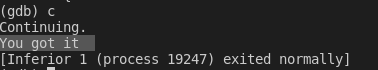 (gdb) c
Continuing.
You got it
[Inferior 1 (process 19247) exited normally]